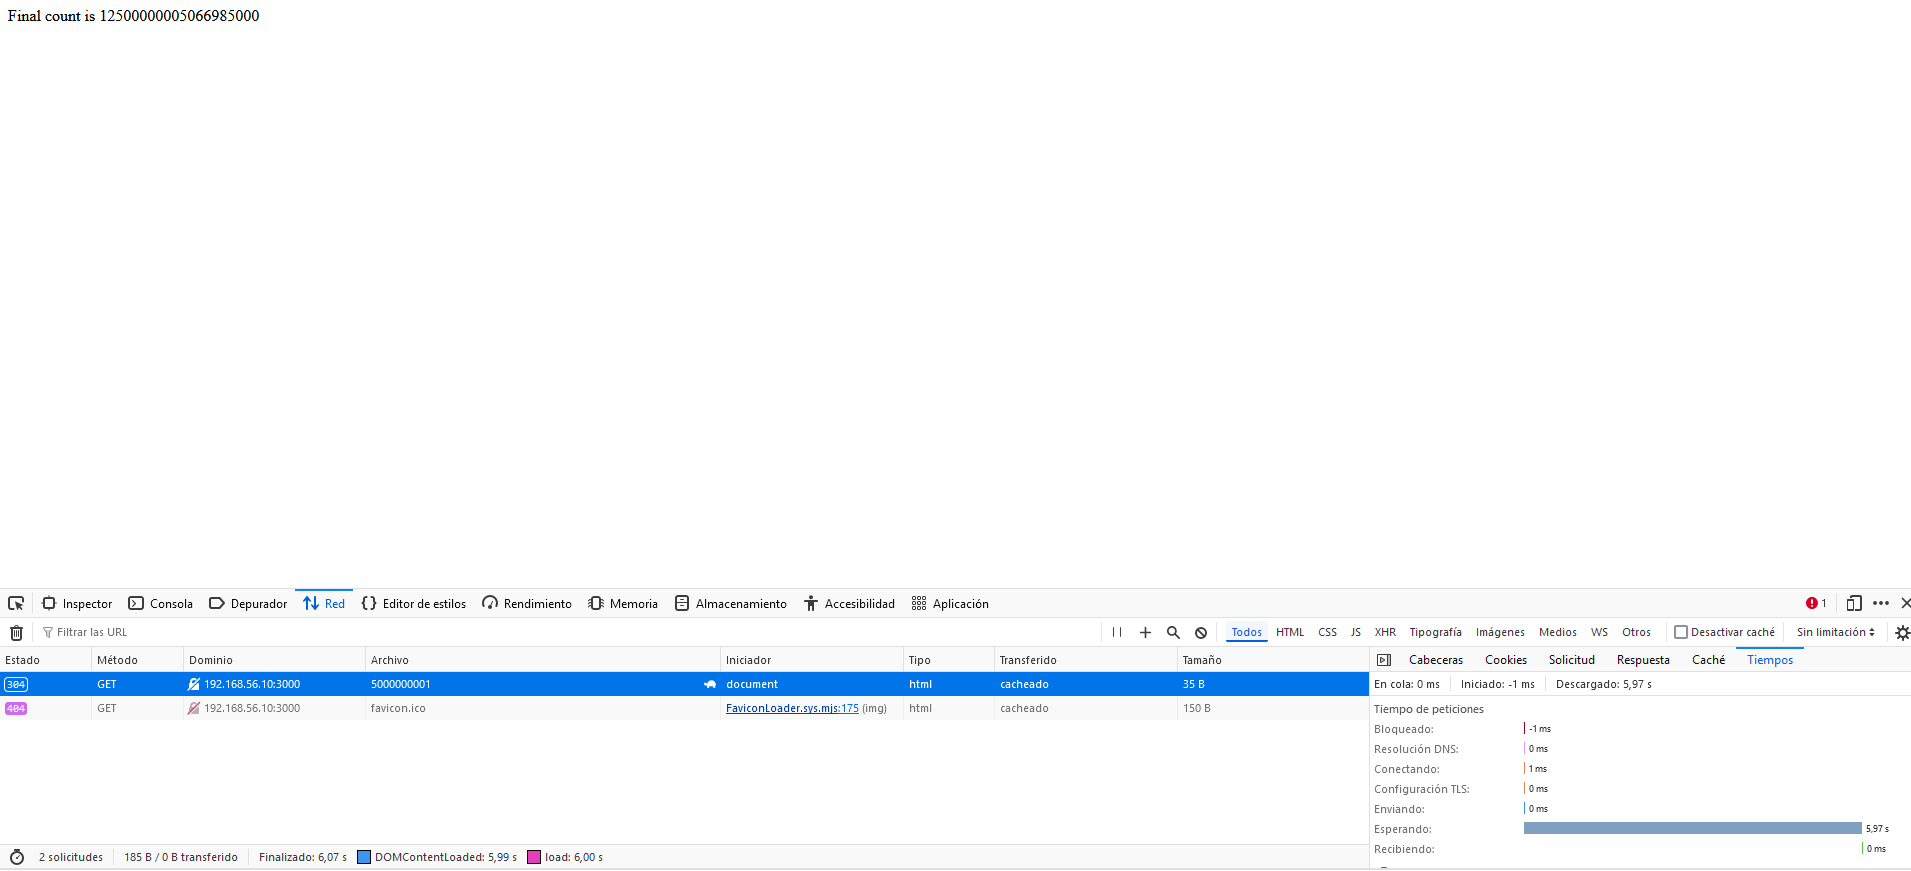 Final count is 12500000005066985000
Inspector Consola Depurador Red Editor de estilos Rendimiento Memoria Almacenamiento Accesibilidad Aplicación 1
Filtrar las URL Todos HTML CSS JS XHR Tipografía Imágenes Medios WS Otros Desactivar caché Sin limitación
Estado Método Dominio Archivo Iniciador Tipo Transferido Tamaño
304 GET 192.168.56.10:3000 5000000001 document html cacheado 35 B
404 GET 192.168.56.10:3000 favicon.ico FaviconLoader.sys.mjs:175 (img) html cacheado 150 B
Cabeceras Cookies Solicitud Respuesta Caché Tiempos
En cola: 0 ms Iniciado: -1 ms Descargado: 5,97 s
Tiempo de peticiones
Bloqueado: -1 ms
Resolución DNS: 0 ms
Conectando: 1 ms
Configuración TLS: 0 ms
Enviando: 0 ms
Esperando: 5,97 s
Recibiendo: 0 ms
2 solicitudes 185 B / 0 B transferido Finalizado: 6,07 s DOMContentLoaded: 5,99 s load: 6,00 s